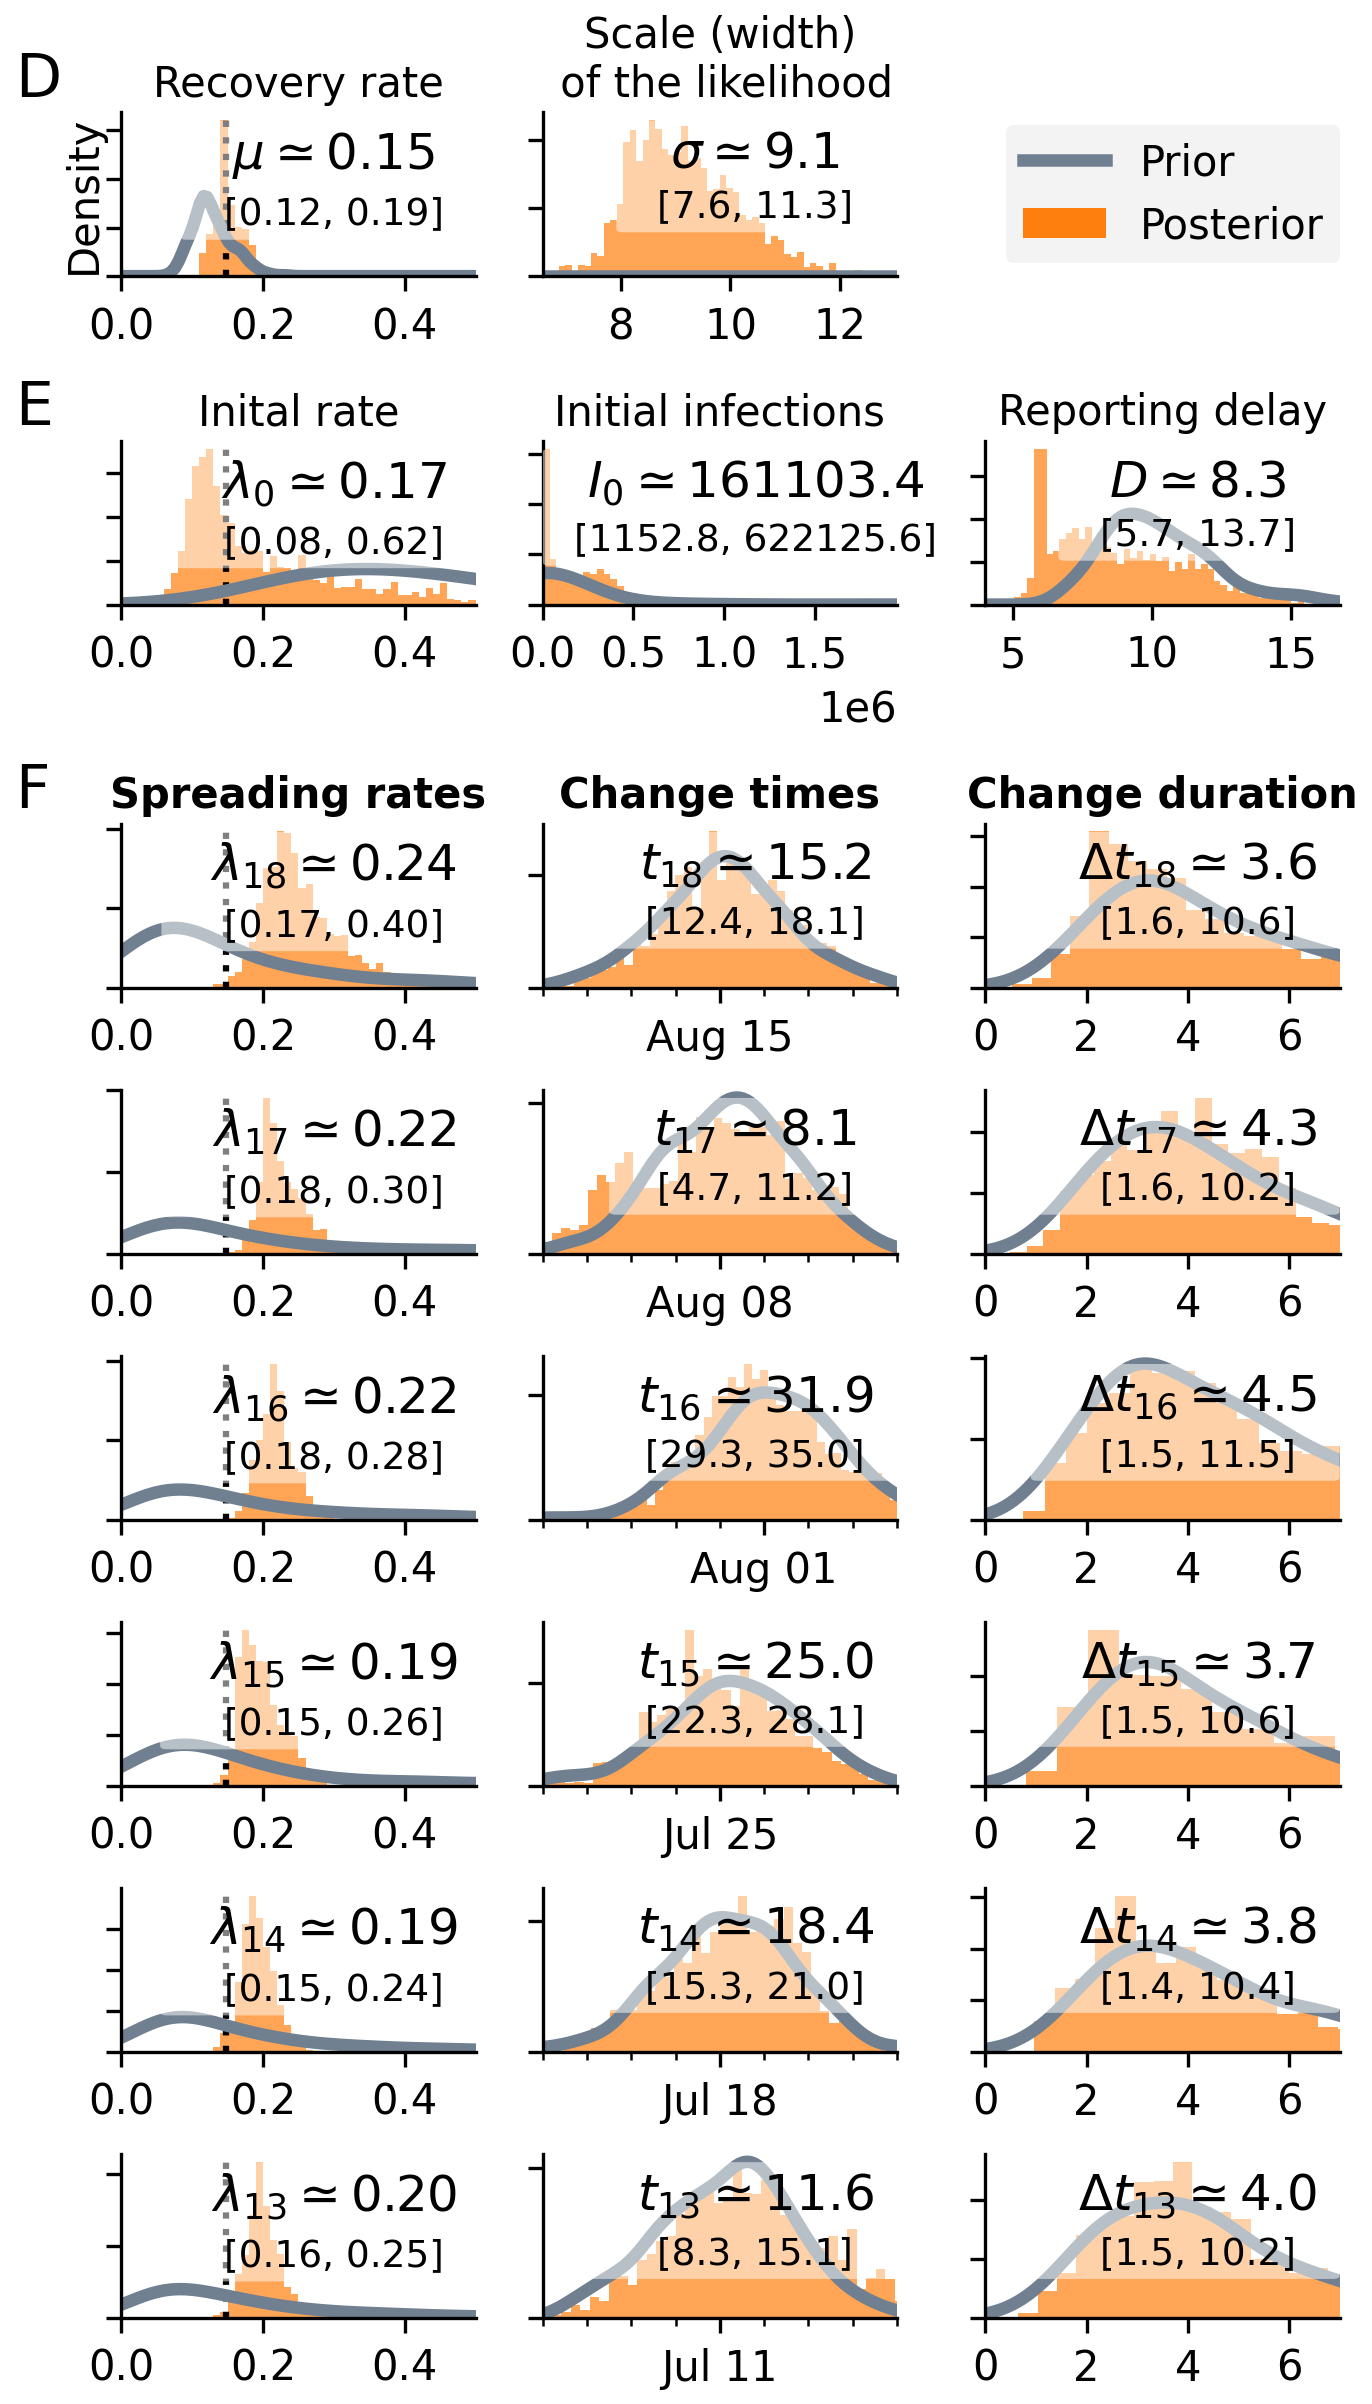 D
Recovery rate
Scale (width)
of the likelihood
Density
μ ≃ 0.15
[0.12, 0.19]
σ ≃ 9.1
[7.6, 11.3]
Prior
Posterior
0.0 0.2 0.4
8 10 12
E
Inital rate
Initial infections
Reporting delay
λ0 ≃ 0.17
[0.08, 0.62]
I0 ≃ 161103.4
[1152.8, 622125.6]
D ≃ 8.3
[5.7, 13.7]
0.0 0.2 0.4
0.0 0.5 1.0 1.5
1e6
5 10 15
F
Spreading rates
Change times
Change duration
λ18 ≃ 0.24
[0.17, 0.40]
t18 ≃ 15.2
[12.4, 18.1]
Δt18 ≃ 3.6
[1.6, 10.6]
0.0 0.2 0.4
Aug 15
0 2 4 6
λ17 ≃ 0.22
[0.18, 0.30]
t17 ≃ 8.1
[4.7, 11.2]
Δt17 ≃ 4.3
[1.6, 10.2]
0.0 0.2 0.4
Aug 08
0 2 4 6
λ16 ≃ 0.22
[0.18, 0.28]
t16 ≃ 31.9
[29.3, 35.0]
Δt16 ≃ 4.5
[1.5, 11.5]
0.0 0.2 0.4
Aug 01
0 2 4 6
λ15 ≃ 0.19
[0.15, 0.26]
t15 ≃ 25.0
[22.3, 28.1]
Δt15 ≃ 3.7
[1.5, 10.6]
0.0 0.2 0.4
Jul 25
0 2 4 6
λ14 ≃ 0.19
[0.15, 0.24]
t14 ≃ 18.4
[15.3, 21.0]
Δt14 ≃ 3.8
[1.4, 10.4]
0.0 0.2 0.4
Jul 18
0 2 4 6
λ13 ≃ 0.20
[0.16, 0.25]
t13 ≃ 11.6
[8.3, 15.1]
Δt13 ≃ 4.0
[1.5, 10.2]
0.0 0.2 0.4
Jul 11
0 2 4 6